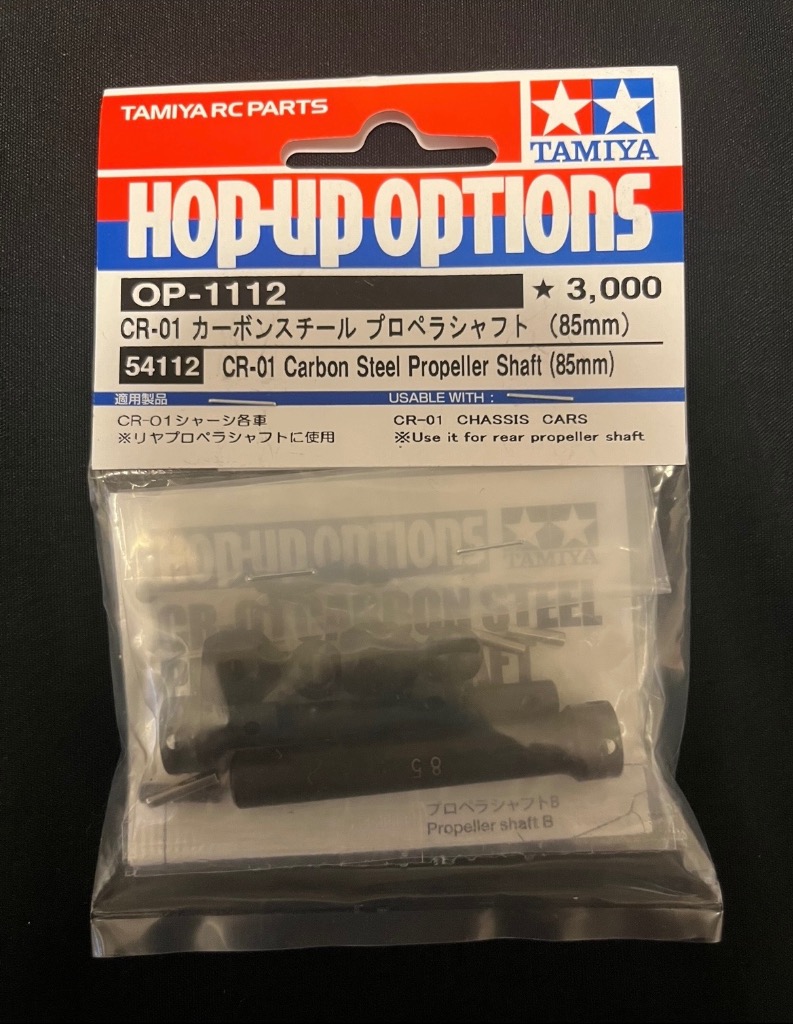 TAMIYA RC PARTS
TAMIYA
HOP-UP OPTIONS
OP-1112 ★ 3,000
CR-01 カーボンスチール プロペラシャフト (85mm)
54112 CR-01 Carbon Steel Propeller Shaft (85mm)
適用製品 USABLE WITH :
CR-01シャーシ各車 CR-01 CHASSIS CARS
※リヤプロペラシャフトに使用 ※Use it for rear propeller shaft
HOP-UP OPTIONS TAMIYA
CR-01 CARBON STEEL
85
プロペラシャフトB
Propeller shaft B